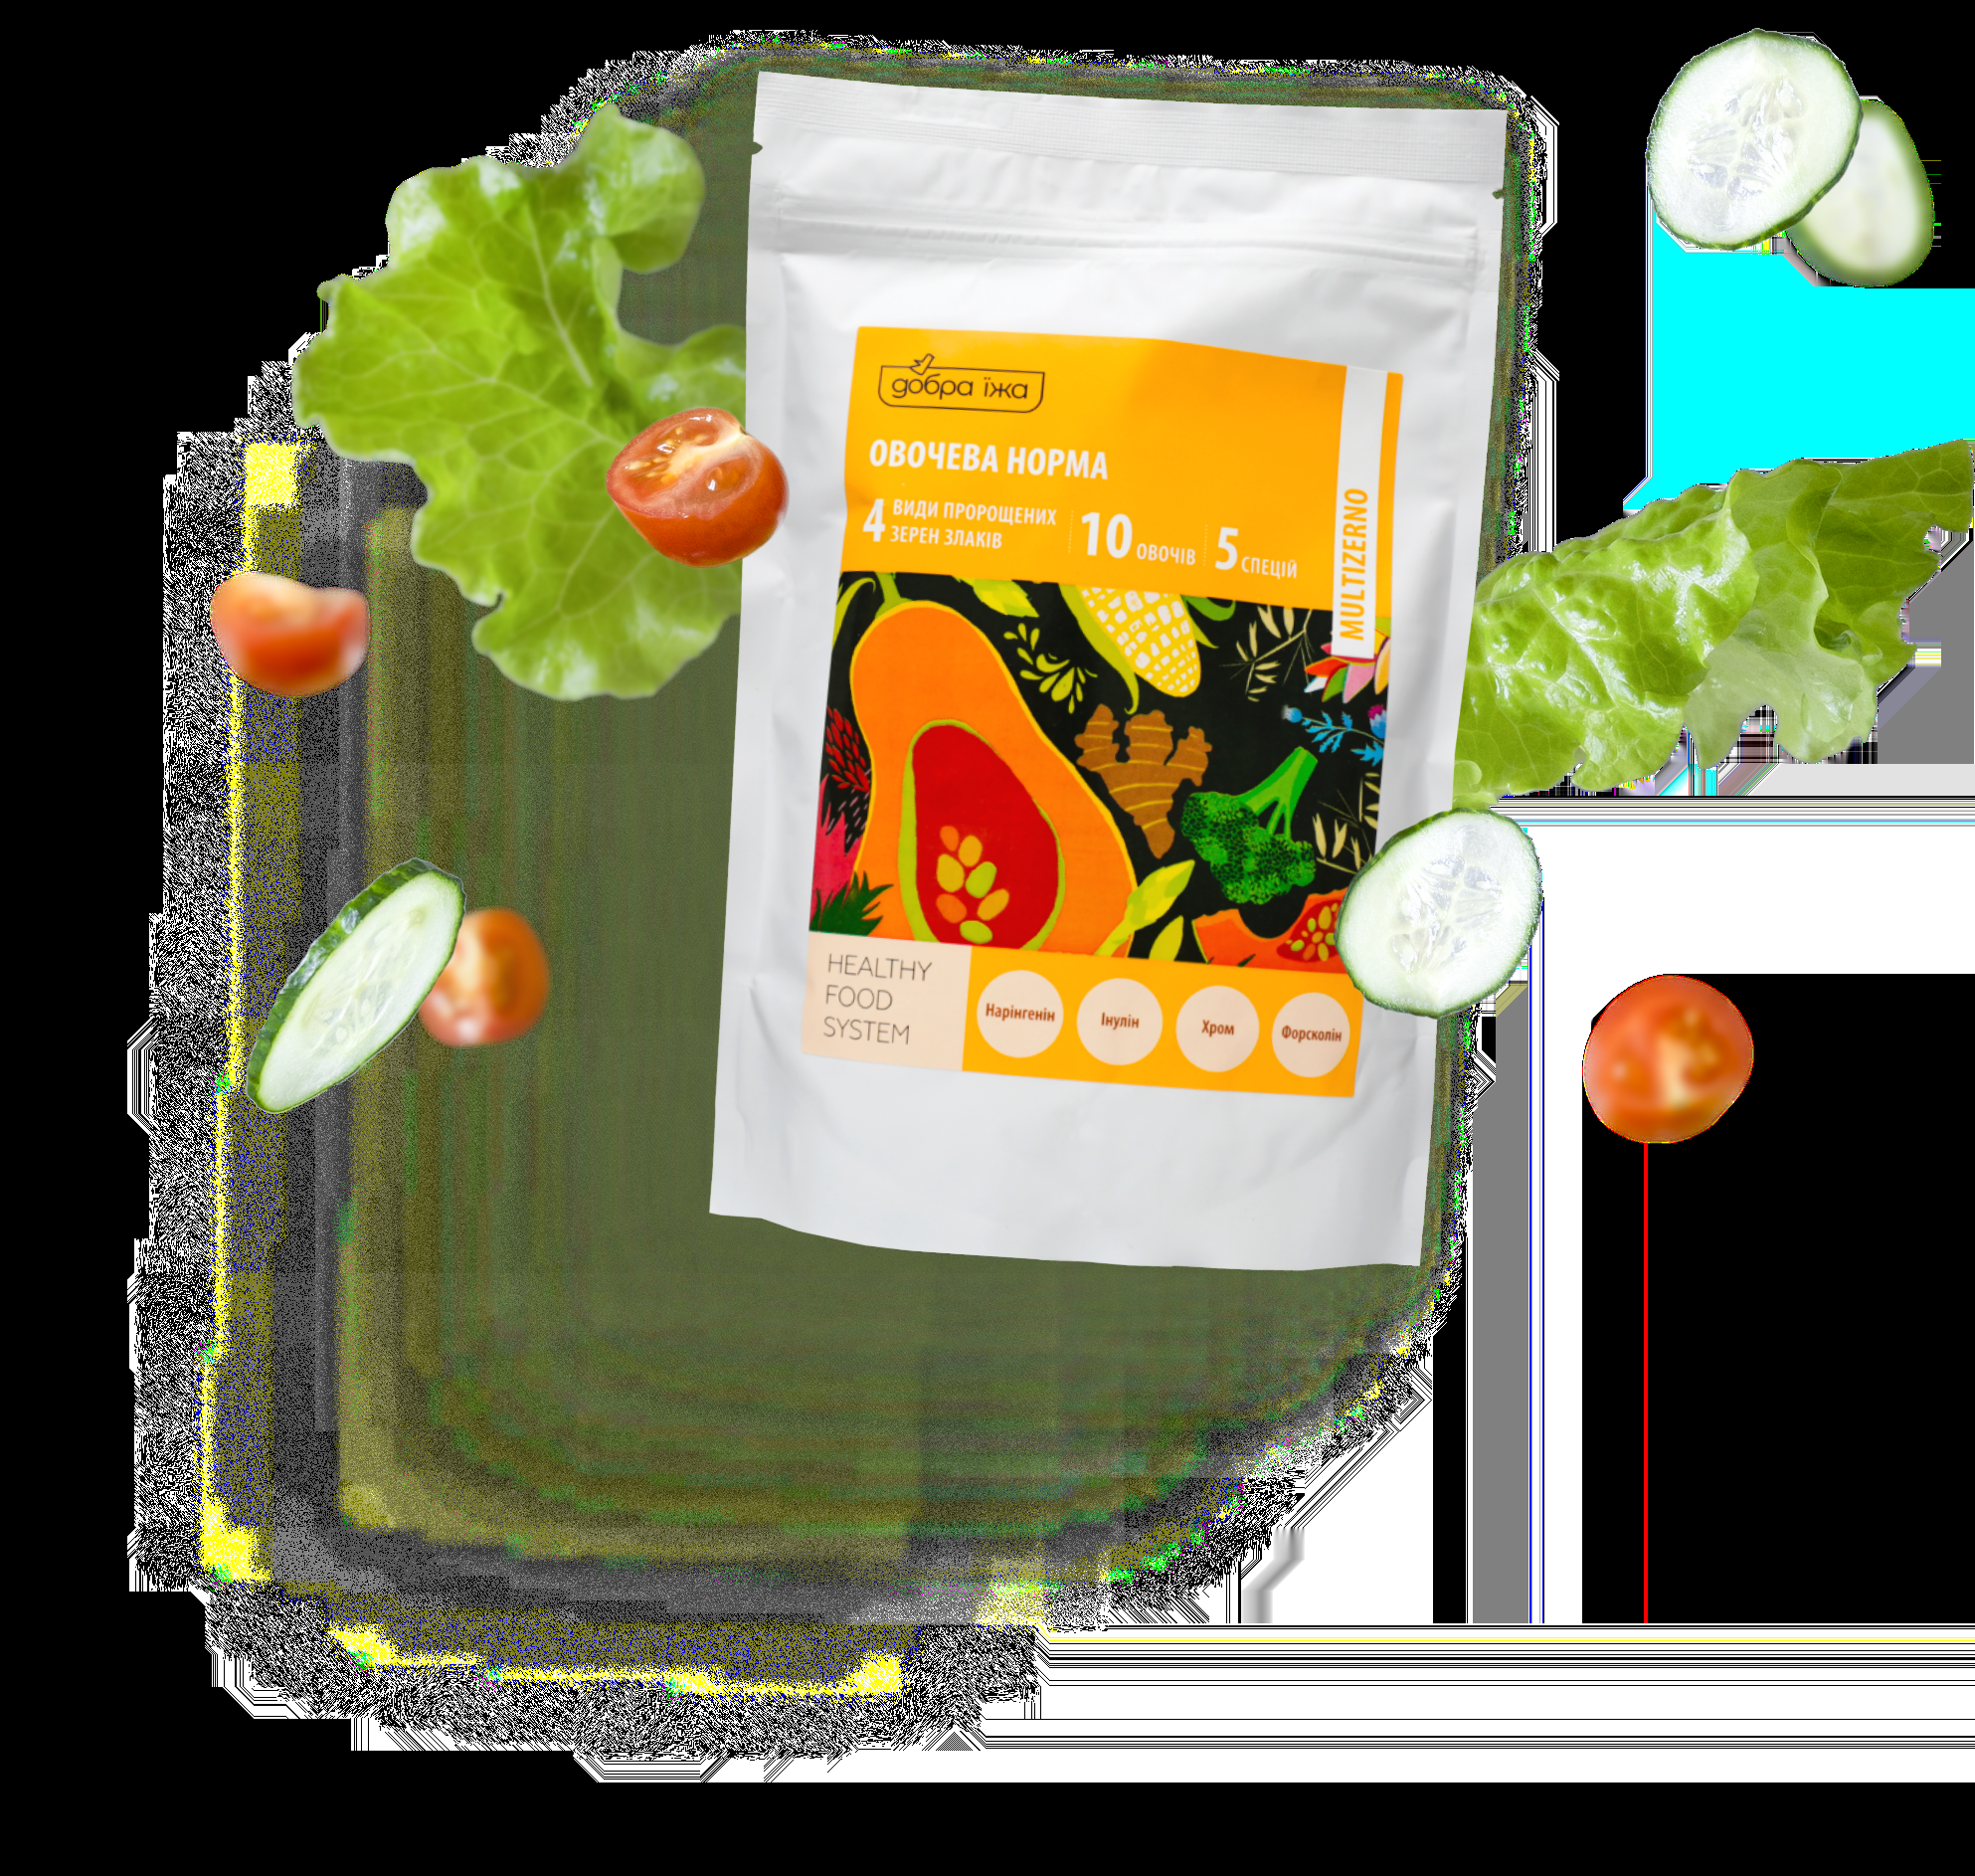 добра їжа
ОВОЧЕВА НОРМА
4 ВИДИ ПРОРОЩЕНИХ
ЗЕРЕН ЗЛАКІВ
10 ОВОЧІВ
5 СПЕЦІЙ
MULTIZERNO
HEALTHY
FOOD
SYSTEM
Нарінгенін
Інулін
Хром
Форсколін